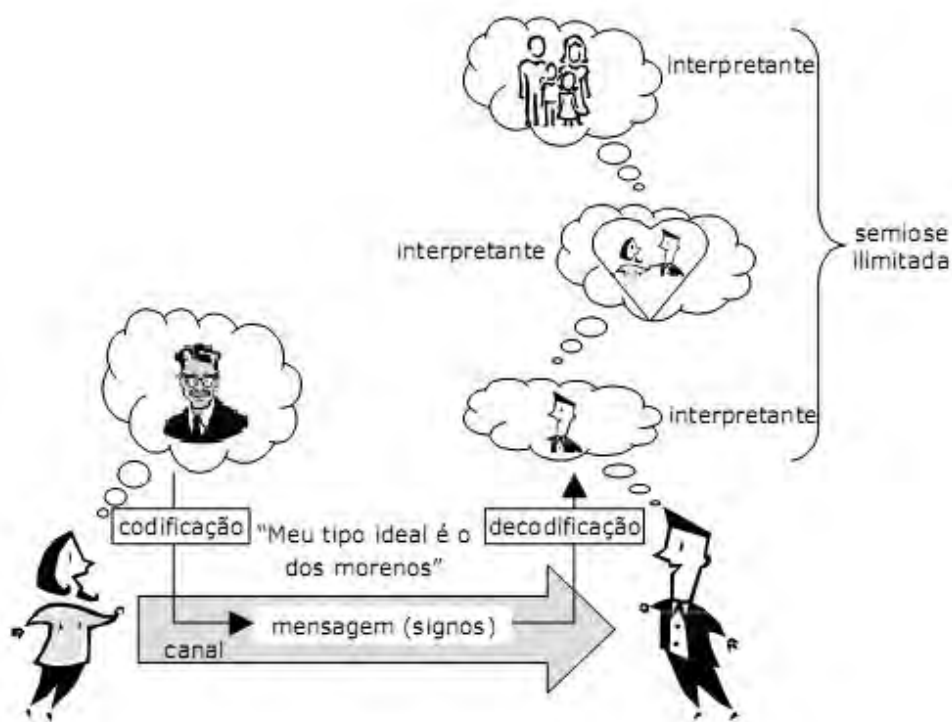 interpretante
interpretante
semiose
ilimitada
interpretante
codificação
"Meu tipo ideal é o
dos morenos"
decodificação
mensagem (signos)
canal